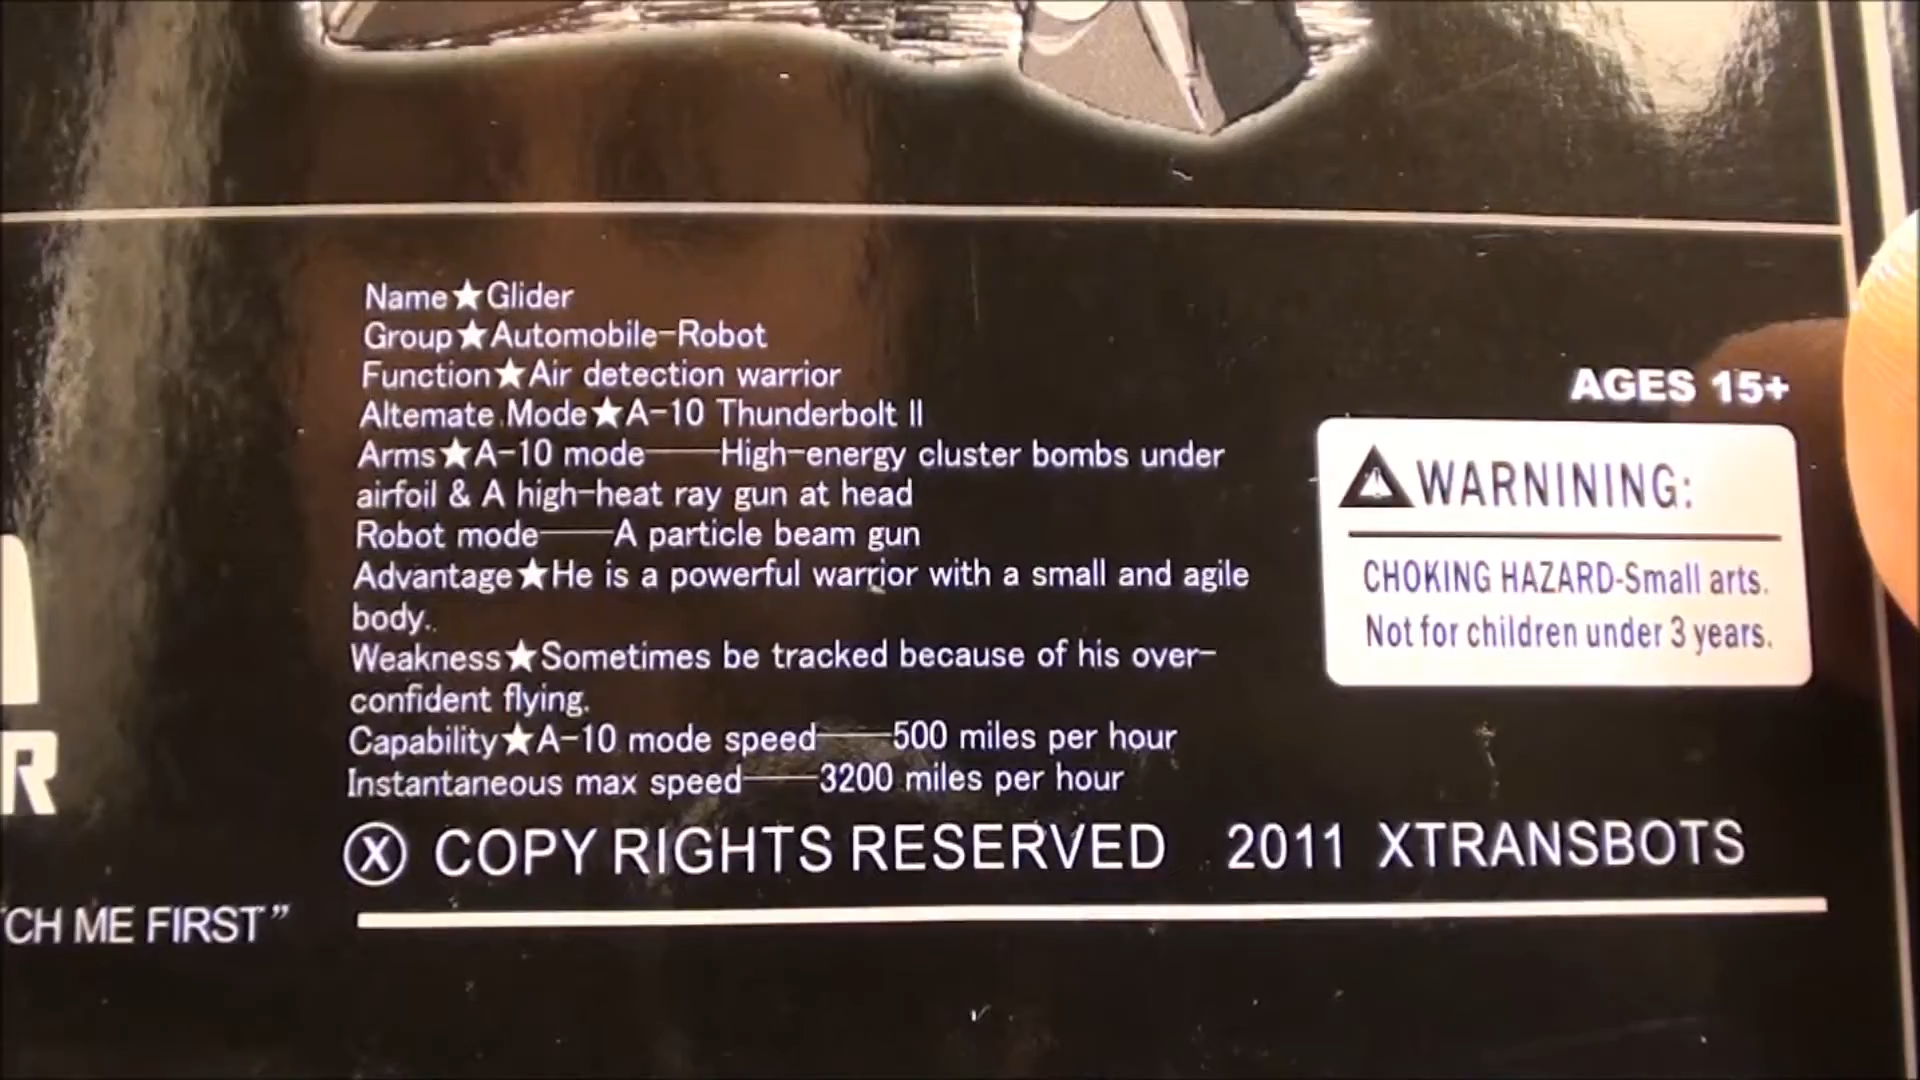 Name★Glider
Group★Automobile-Robot
Function★Air detection warrior
Alternate Mode★A-10 Thunderbolt II
Arms★A-10 mode——High-energy cluster bombs under
airfoil & A high-heat ray gun at head
Robot mode——A particle beam gun
Advantage★He is a powerful warrior with a small and agile
body.
Weakness★Sometimes be tracked because of his over-
confident flying.
Capability★A-10 mode speed——500 miles per hour
Instantaneous max speed——3200 miles per hour
AGES 15+
WARNINING:
CHOKING HAZARD-Small arts.
Not for children under 3 years.
Ⓧ COPY RIGHTS RESERVED 2011 XTRANSBOTS
R
CH ME FIRST”